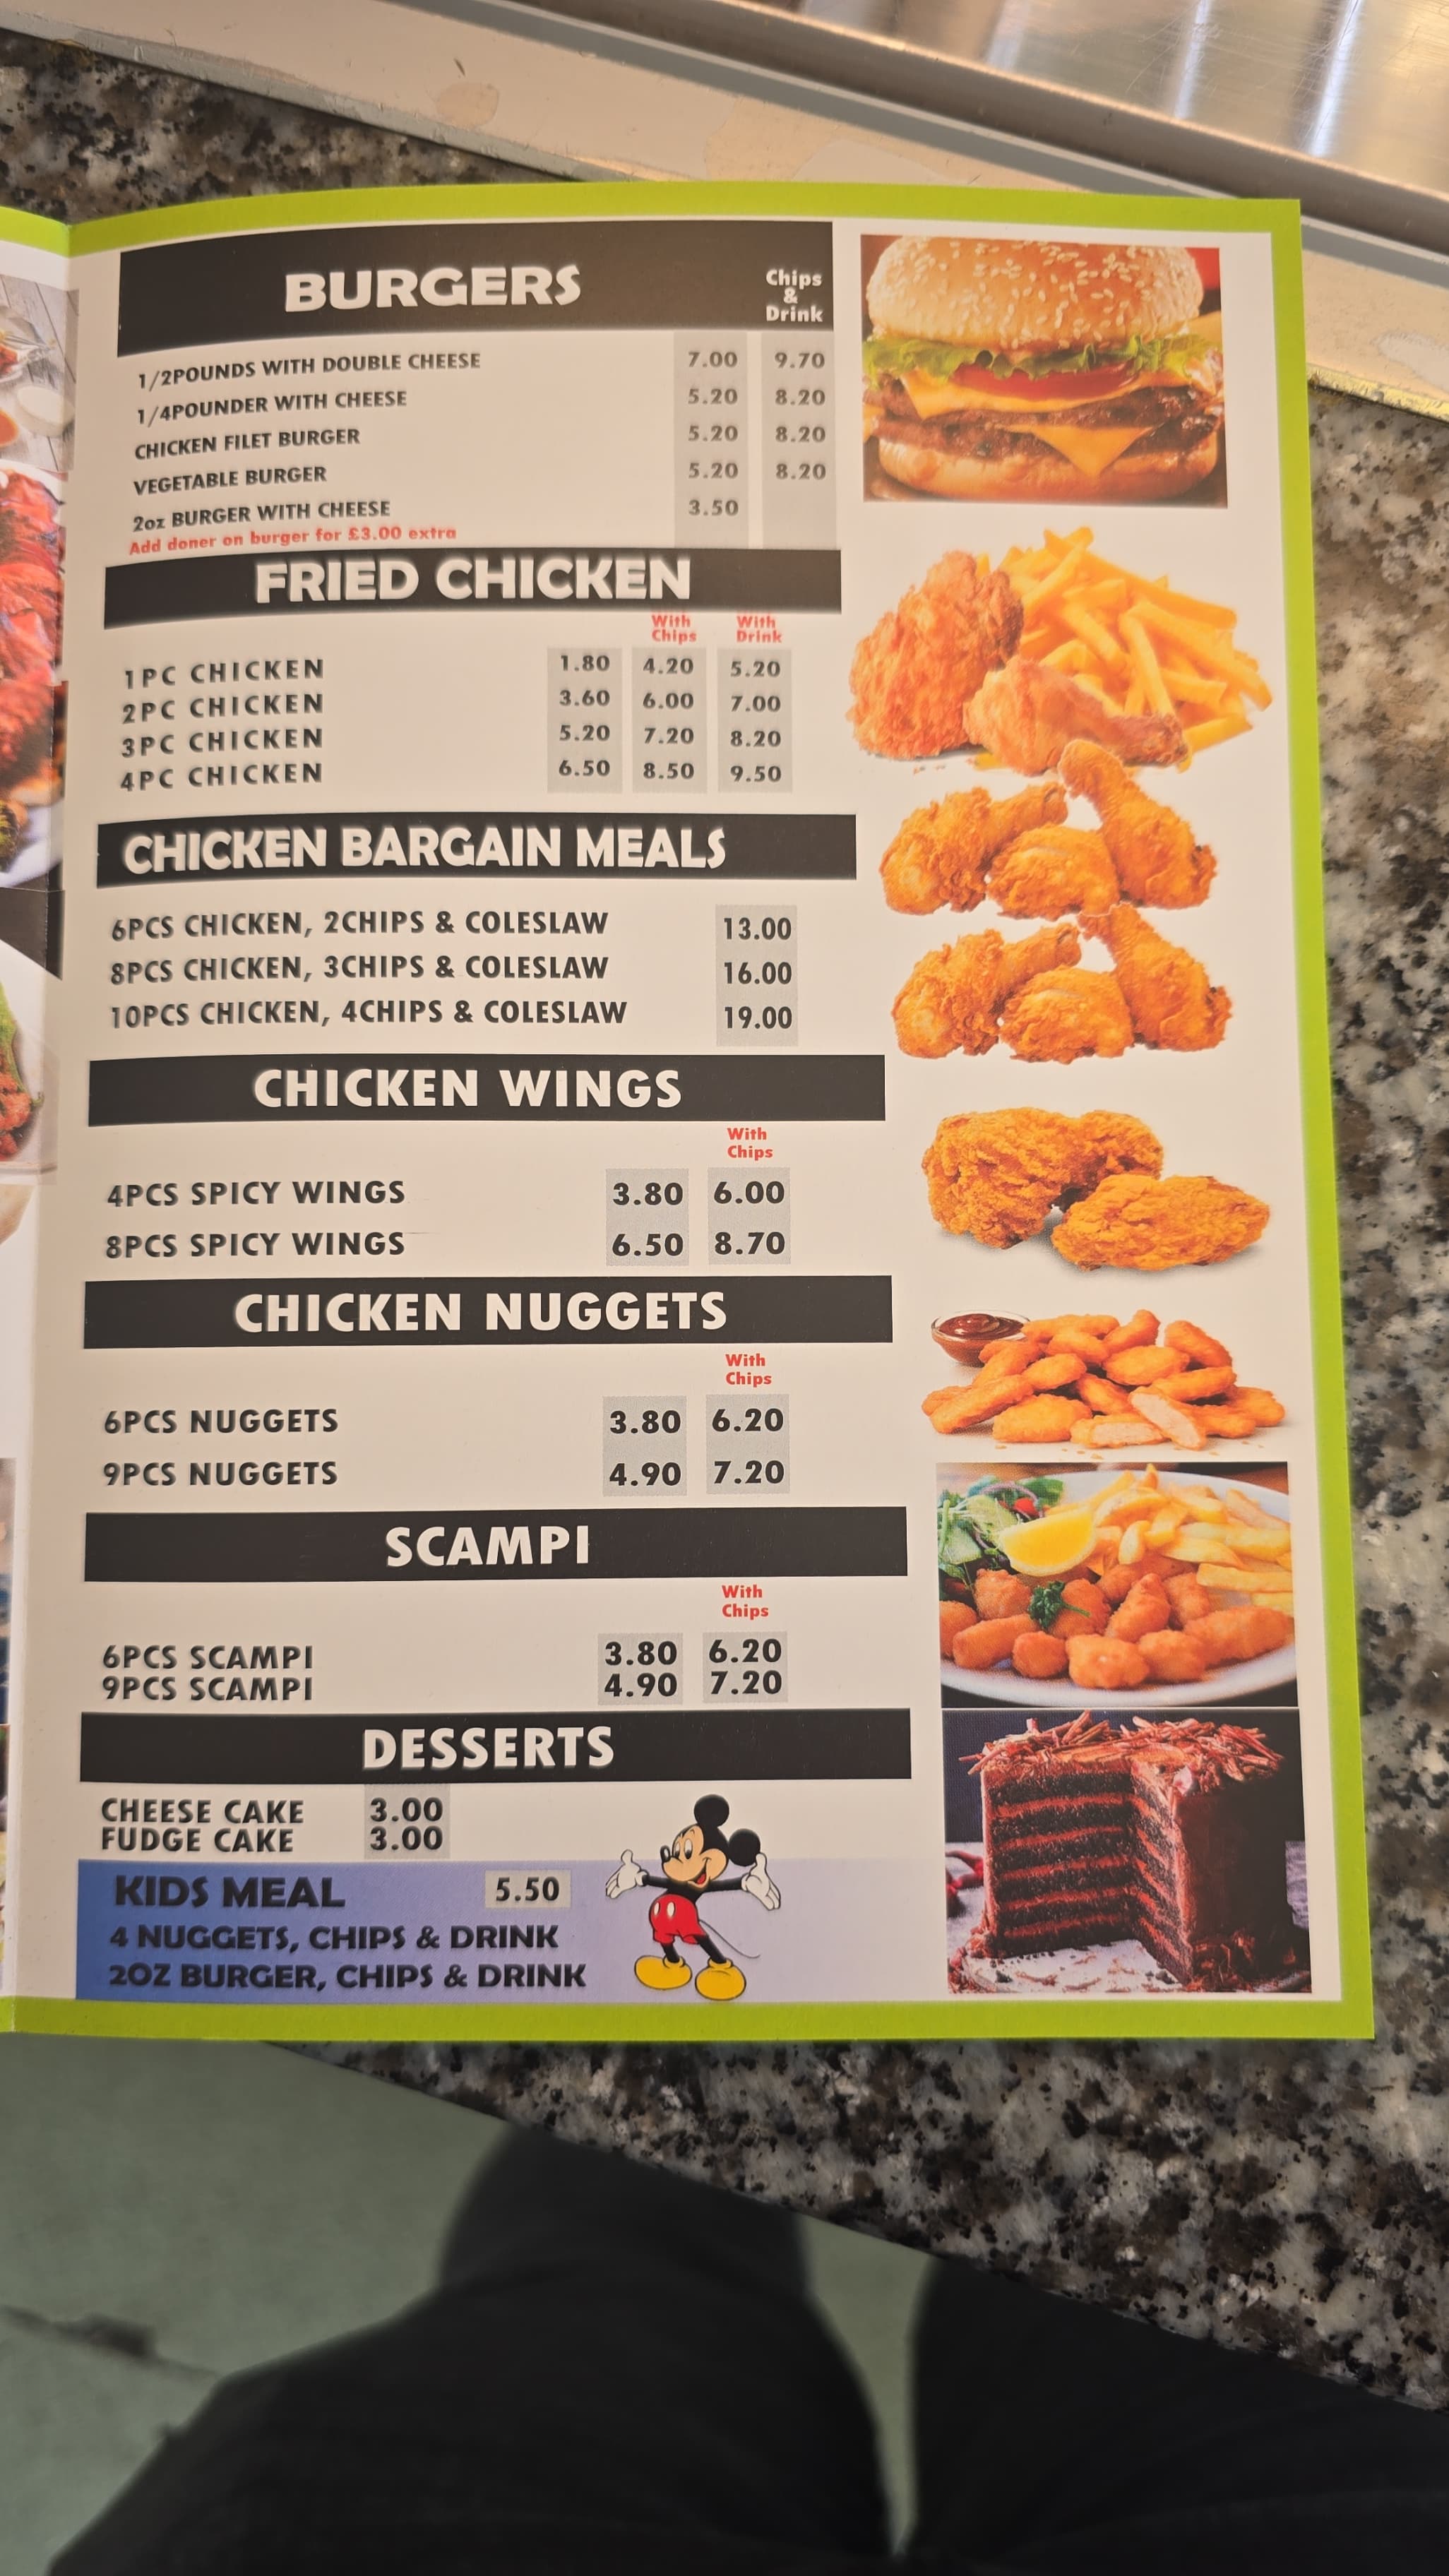 BURGERS Chips & Drink
1/2POUNDS WITH DOUBLE CHEESE 7.00 9.70
1/4POUNDER WITH CHEESE 5.20 8.20
CHICKEN FILET BURGER 5.20 8.20
VEGETABLE BURGER 5.20 8.20
2oz BURGER WITH CHEESE 3.50
Add doner on burger for £3.00 extra
FRIED CHICKEN
With Chips With Drink
1PC CHICKEN 1.80 4.20 5.20
2PC CHICKEN 3.60 6.00 7.00
3PC CHICKEN 5.20 7.20 8.20
4PC CHICKEN 6.50 8.50 9.50
CHICKEN BARGAIN MEALS
6PCS CHICKEN, 2CHIPS & COLESLAW 13.00
8PCS CHICKEN, 3CHIPS & COLESLAW 16.00
10PCS CHICKEN, 4CHIPS & COLESLAW 19.00
CHICKEN WINGS
With Chips
4PCS SPICY WINGS 3.80 6.00
8PCS SPICY WINGS 6.50 8.70
CHICKEN NUGGETS
With Chips
6PCS NUGGETS 3.80 6.20
9PCS NUGGETS 4.90 7.20
SCAMPI
With Chips
6PCS SCAMPI 3.80 6.20
9PCS SCAMPI 4.90 7.20
DESSERTS
CHEESE CAKE 3.00
FUDGE CAKE 3.00
KIDS MEAL 5.50
4 NUGGETS, CHIPS & DRINK
2OZ BURGER, CHIPS & DRINK